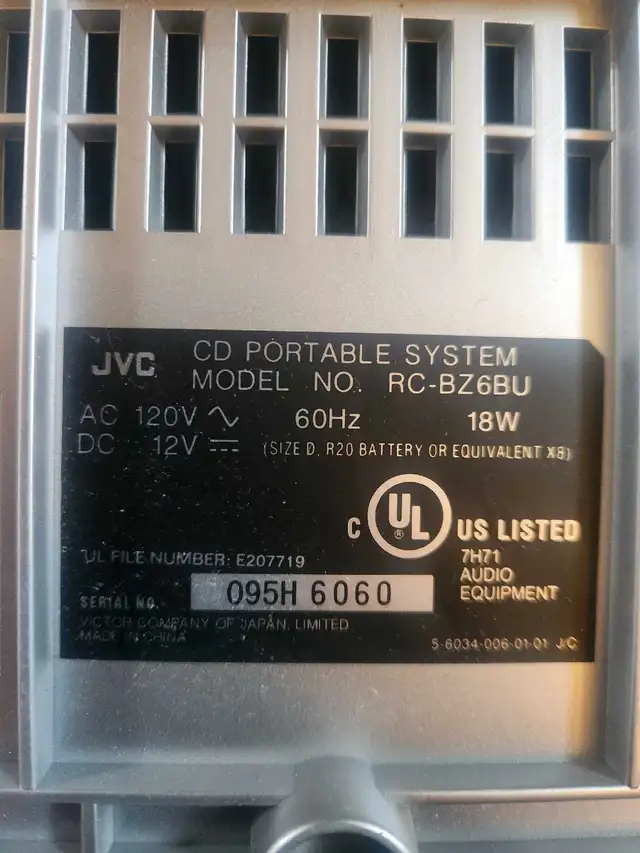 JVC CD PORTABLE SYSTEM
MODEL NO. RC-BZ6BU
AC 120V ∿ 60Hz 18W
DC 12V ⎓ (SIZE D, R20 BATTERY OR EQUIVALENT X8)
C UL US LISTED
7H71
AUDIO
EQUIPMENT
UL FILE NUMBER: E207719
SERIAL NO. 095H 6060
VICTOR COMPANY OF JAPAN, LIMITED
MADE IN CHINA
5-6034-006-01-01 J/C